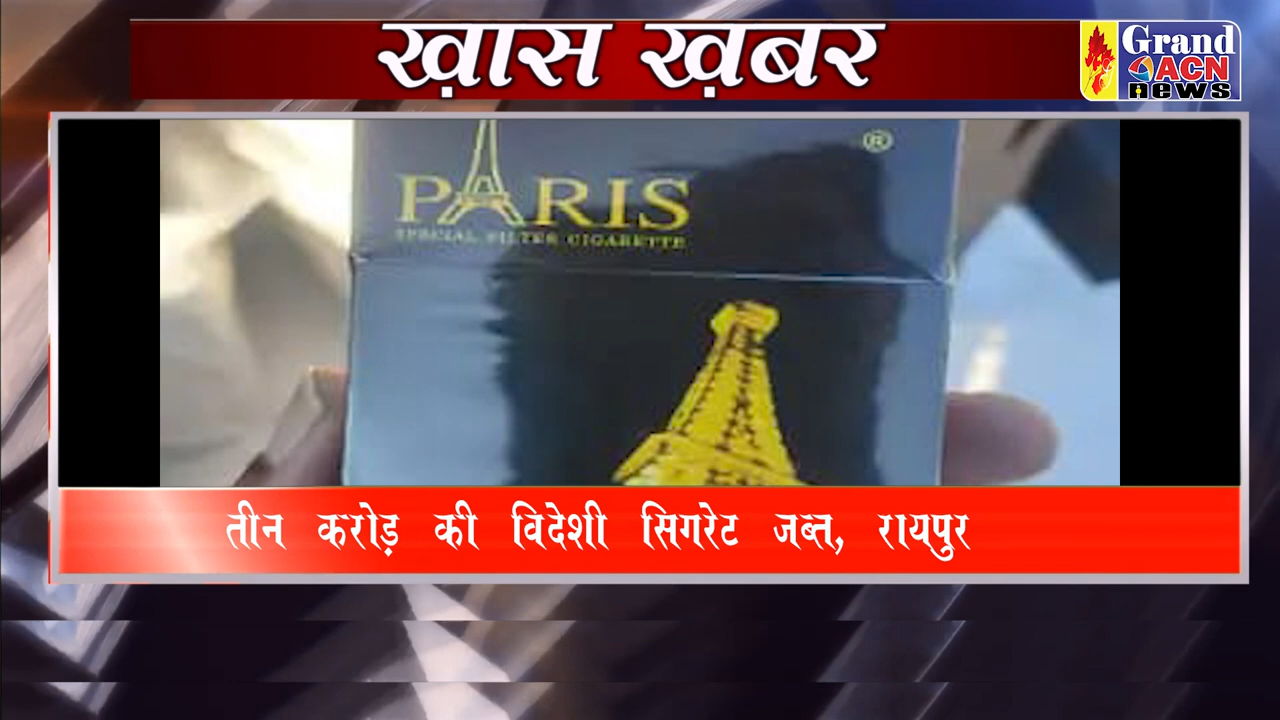 ख़ास ख़बर
Grand
ACN
news
PARIS
®
SPECIAL FILTER CIGARETTE
तीन करोड़ की विदेशी सिगरेट जब्त, रायपुर